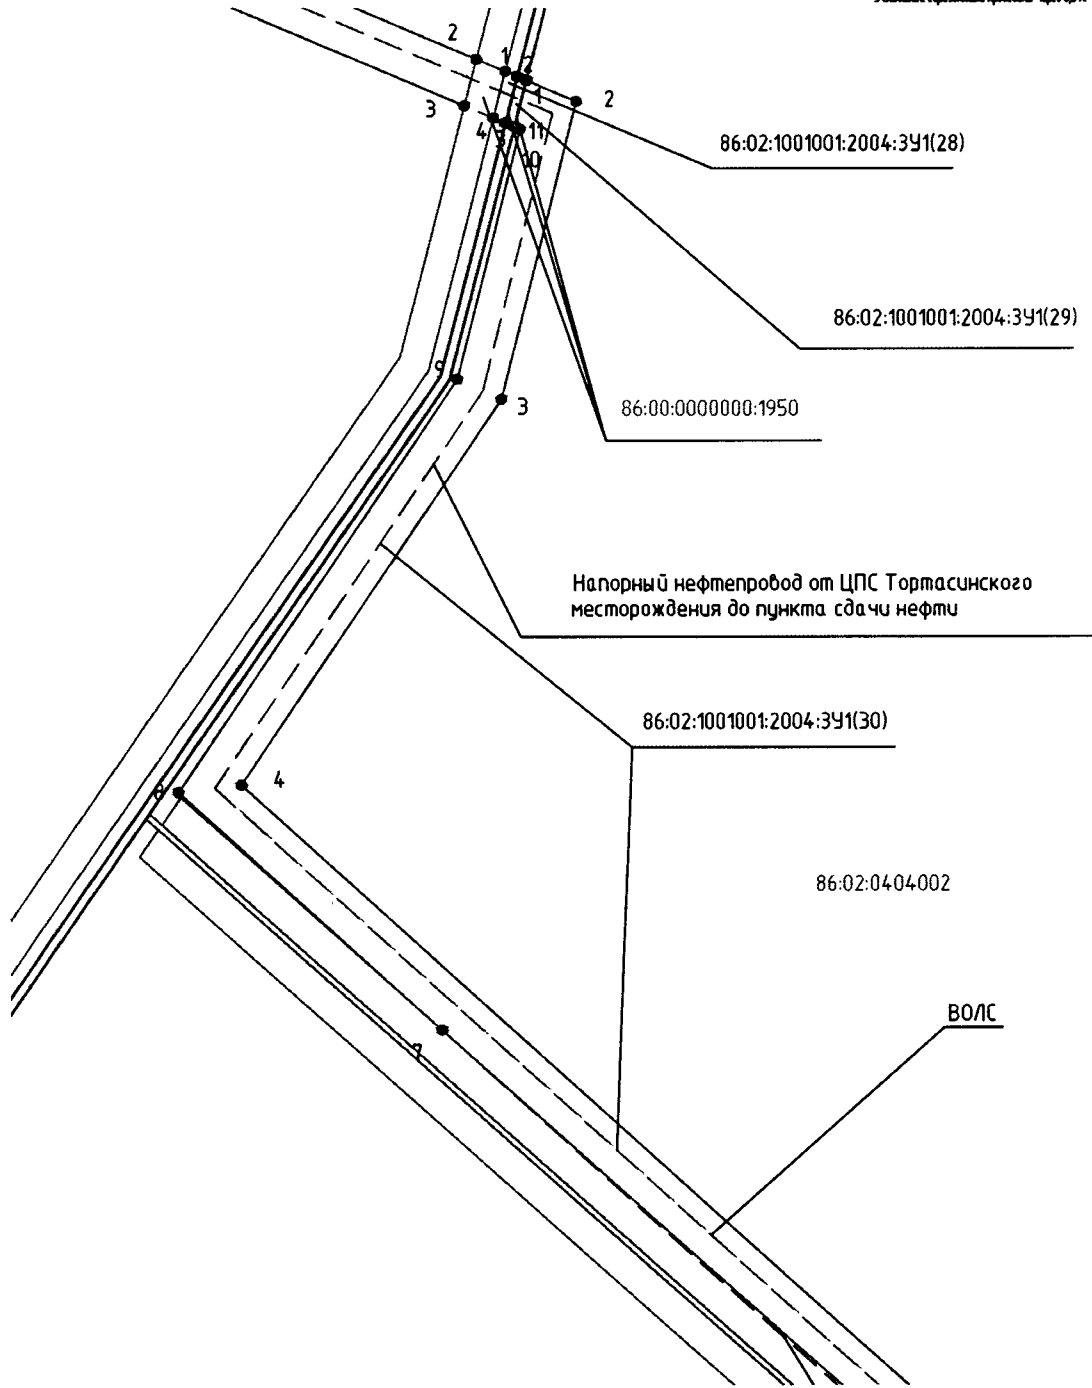 2
1
2
1
2
3
4
11
10
86:02:1001001:2004:ЗУ1(28)
86:02:1001001:2004:ЗУ1(29)
9
3
86:00:0000000:1950
Напорный нефтепровод от ЦПС Тортасинского
месторождения до пункта сдачи нефти
86:02:1001001:2004:ЗУ1(30)
4
8
86:02:0404002
ВОЛС
7